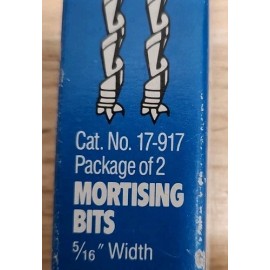 Cat. No. 17-917
Package of 2
MORTISING
BITS
5/16" Width